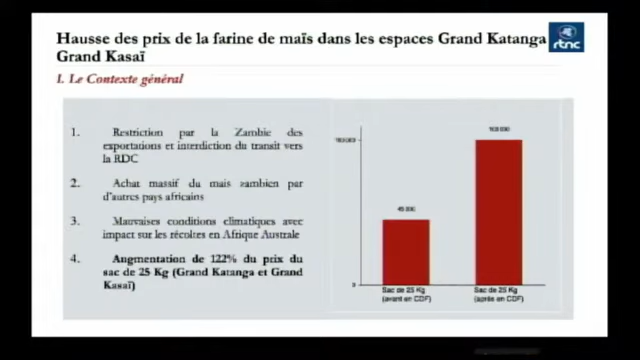 Hausse des prix de la farine de maïs dans les espaces Grand Katanga
Grand Kasaï
rtnc
I. Le Contexte général
1. Restriction par la Zambie des
exportations et interdiction du transit vers
la RDC
2. Achat massif du maïs zambien par
d'autres pays africains
3. Mauvaises conditions climatiques avec
impact sur les récoltes en Afrique Australe
4. Augmentation de 122% du prix du
sac de 25 Kg (Grand Katanga et Grand
Kasaï)
45 000
0
Sac de 25 Kg
(avant en CDF)
Sac de 25 Kg
(après en CDF)